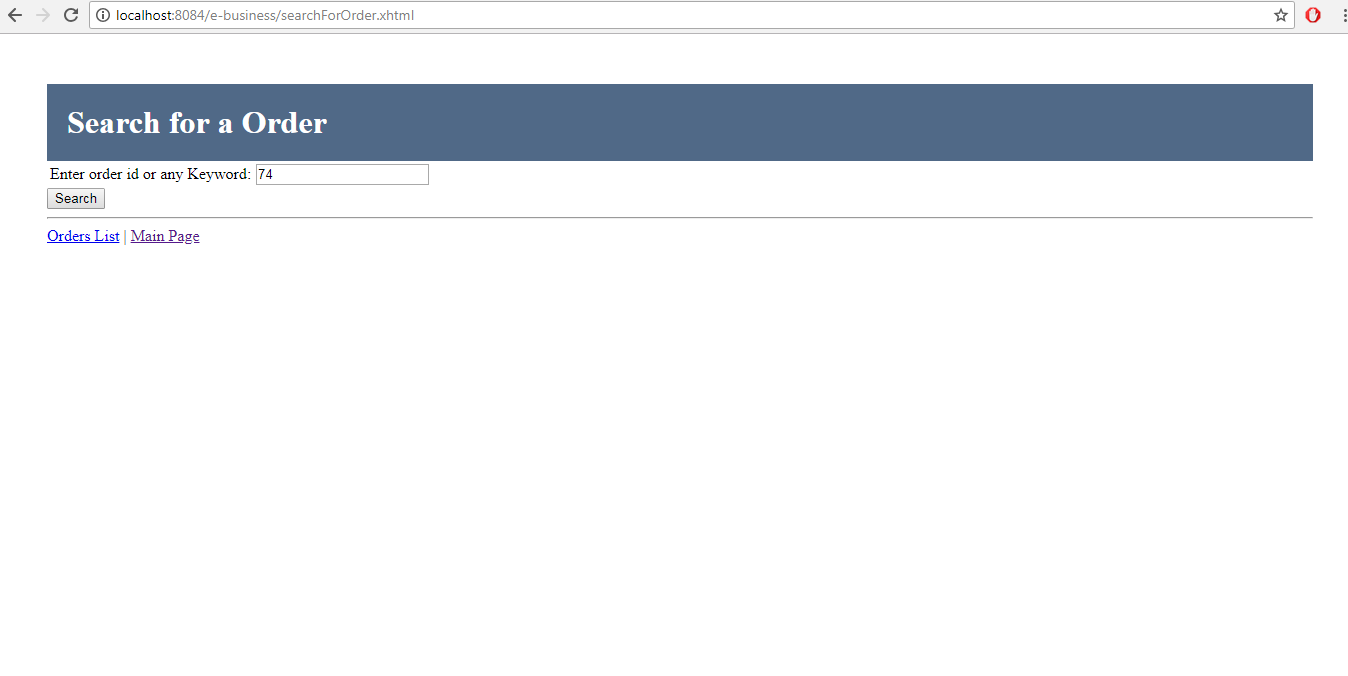 localhost:8084/e-business/searchForOrder.xhtml
Search for a Order
Enter order id or any Keyword: 74
Search
Orders List | Main Page